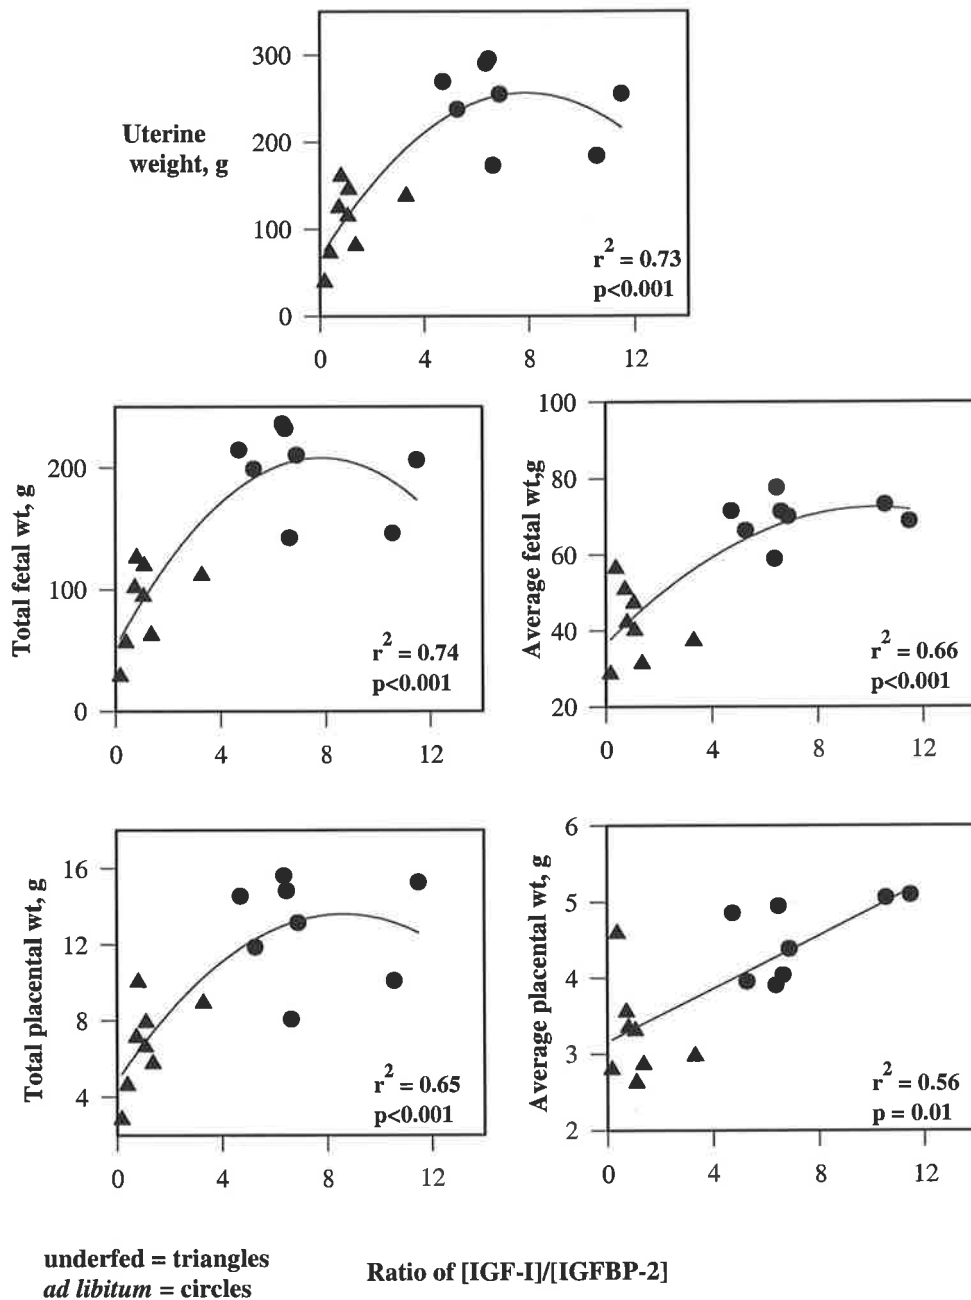 300
200
100
0
Uterine
weight, g
r2 = 0.73
p<0.001
0 4 8 12
200
100
0
Total fetal wt, g
r2 = 0.74
p<0.001
0 4 8 12
100
80
60
40
20
Average fetal wt,g
r2 = 0.66
p<0.001
0 4 8 12
16
12
8
4
Total placental wt, g
r2 = 0.65
p<0.001
0 4 8 12
6
5
4
3
2
Average placental wt, g
r2 = 0.56
p = 0.01
0 4 8 12
underfed = triangles
ad libitum = circles
Ratio of [IGF-I]/[IGFBP-2]